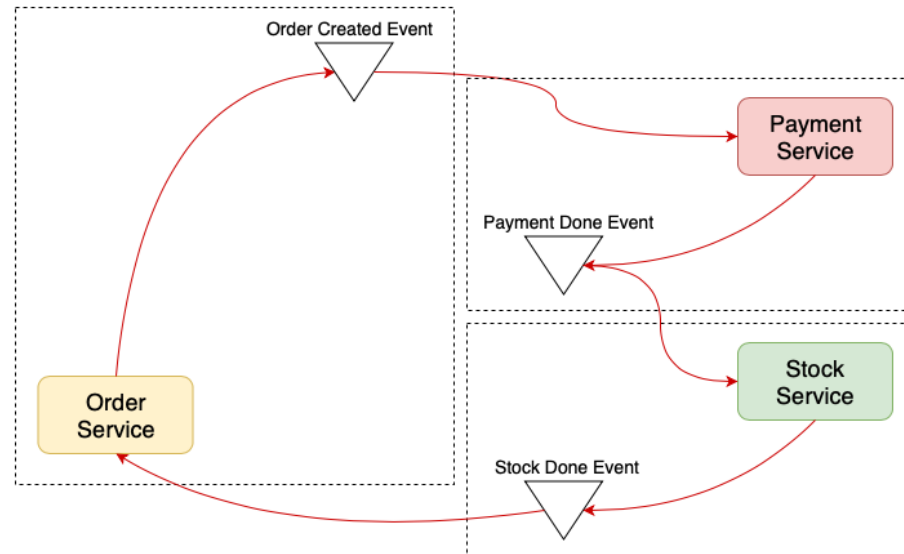 Order Created Event
Payment
Service
Payment Done Event
Stock
Service
Order
Service
Stock Done Event